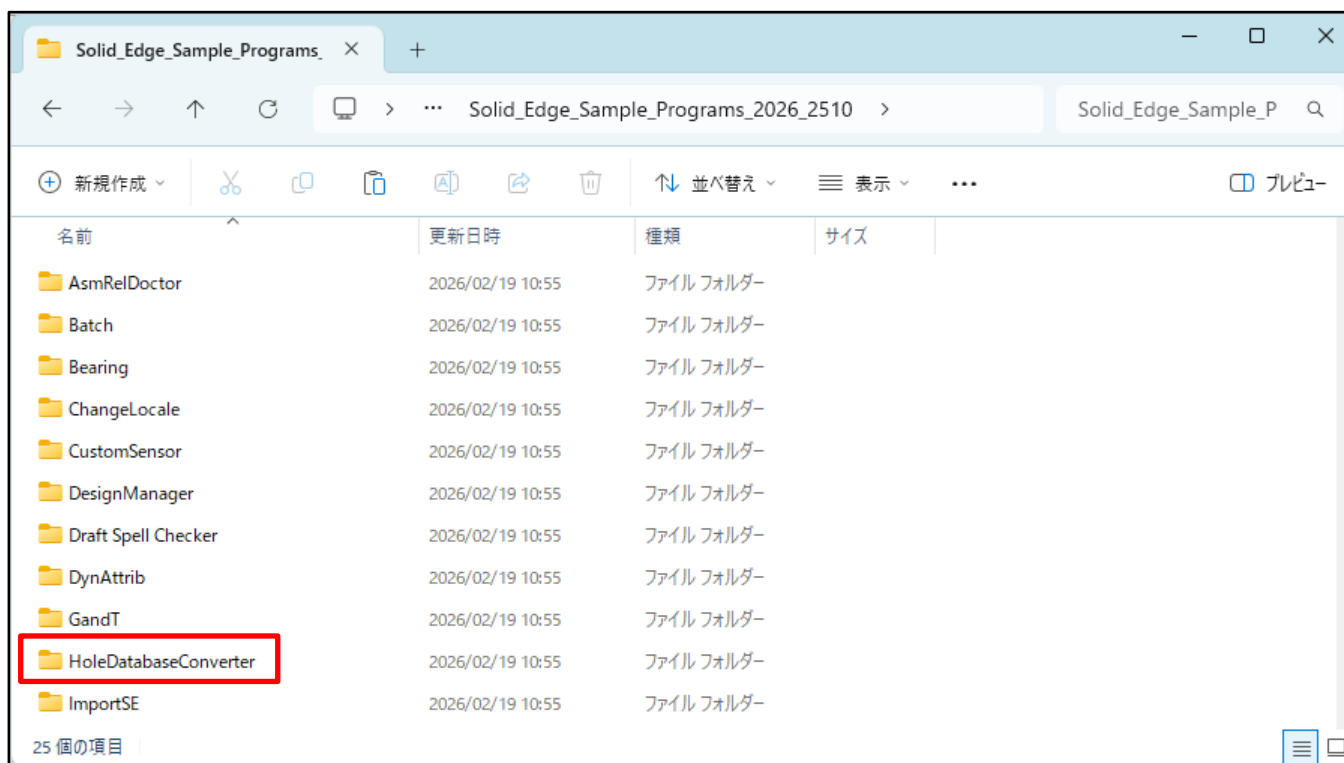 Solid_Edge_Sample_Programs_
Solid_Edge_Sample_Programs_2026_2510
Solid_Edge_Sample_P
新規作成
並べ替え
表示
プレビュー
名前 更新日時 種類 サイズ
AsmRelDoctor 2026/02/19 10:55 ファイル フォルダー
Batch 2026/02/19 10:55 ファイル フォルダー
Bearing 2026/02/19 10:55 ファイル フォルダー
ChangeLocale 2026/02/19 10:55 ファイル フォルダー
CustomSensor 2026/02/19 10:55 ファイル フォルダー
DesignManager 2026/02/19 10:55 ファイル フォルダー
Draft Spell Checker 2026/02/19 10:55 ファイル フォルダー
DynAttrib 2026/02/19 10:55 ファイル フォルダー
GandT 2026/02/19 10:55 ファイル フォルダー
HoleDatabaseConverter 2026/02/19 10:55 ファイル フォルダー
ImportSE 2026/02/19 10:55 ファイル フォルダー
25 個の項目